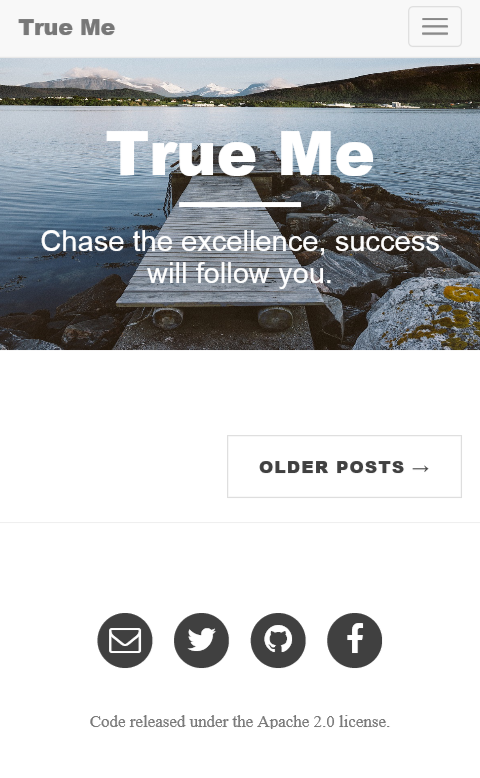 True Me
True Me
Chase the excellence, success
will follow you.
OLDER POSTS →
Code released under the Apache 2.0 license.